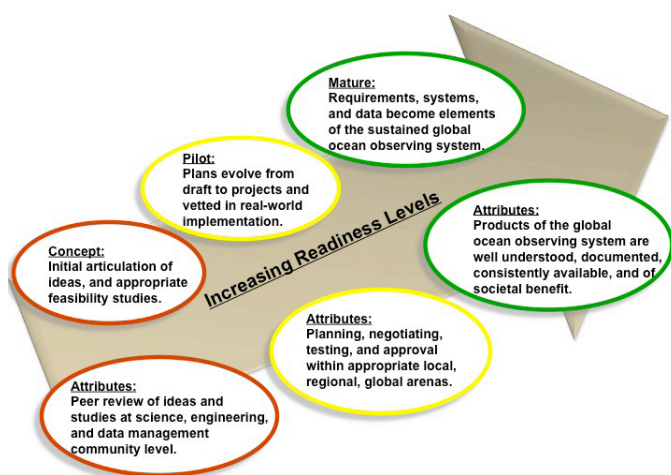 Mature:
Requirements, systems,
and data become elements
of the sustained global
ocean observing system.
Pilot:
Plans evolve from
draft to projects and
vetted in real-world
implementation.
Concept:
Initial articulation of
ideas, and appropriate
feasibility studies.
Increasing Readiness Levels
Attributes:
Products of the global
ocean observing system are
well understood, documented,
consistently available, and of
societal benefit.
Attributes:
Planning, negotiating,
testing, and approval
within appropriate local,
regional, global arenas.
Attributes:
Peer review of ideas and
studies at science, engineering,
and data management
community level.